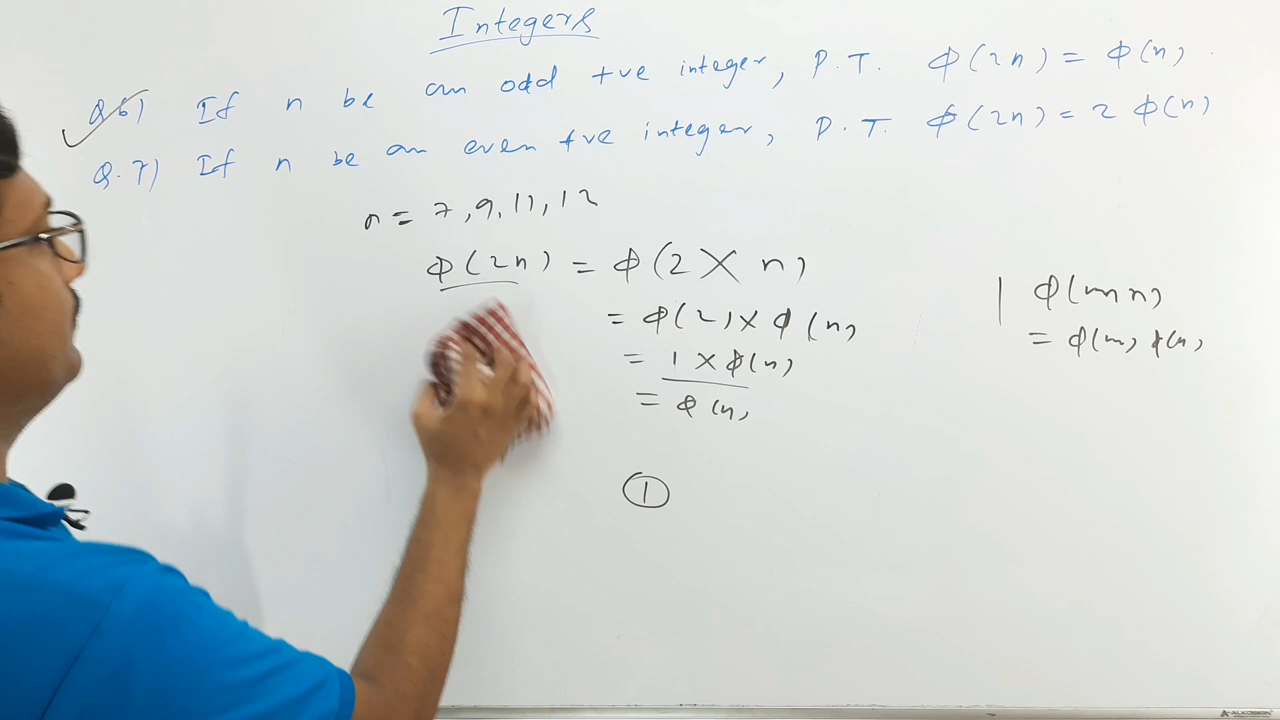 Integers
Q.6) If n be an odd +ve integer, P.T. ϕ(2n) = ϕ(n).
Q.7) If n be an even +ve integer, P.T. ϕ(2n) = 2 ϕ(n)
n = 7, 9, 11, 12
ϕ(2n) = ϕ(2 × n)
= ϕ(2) × ϕ(n)
= 1 × ϕ(n)
= ϕ(n)
1
| ϕ(mn)
= ϕ(m) ϕ(n)